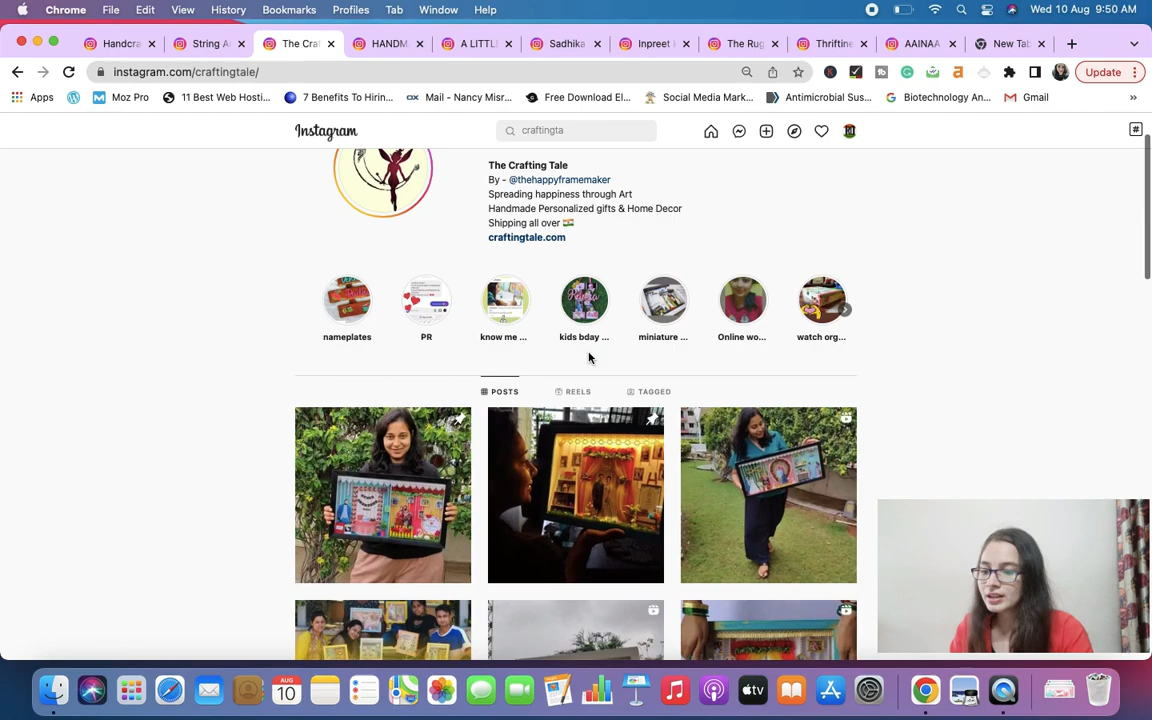 Chrome File Edit View History Bookmarks Profiles Tab Window Help Wed 10 Aug 9:50 AM
Handcra String A The Craf HANDM A LITTL Sadhika Inpreet The Rug Thriftin AAINAA New Tab
instagram.com/craftingtale/ Update
Apps Moz Pro 11 Best Web Hosti... 7 Benefits To Hirin... Mail - Nancy Misr... Free Download El... Social Media Mark... Antimicrobial Sus... Biotechnology An... Gmail »
Instagram craftingta
The Crafting Tale
By - @thehappyframemaker
Spreading happiness through Art
Handmade Personalized gifts & Home Decor
Shipping all over 🇮🇳
craftingtale.com
nameplates PR know me ... kids bday ... miniature ... Online wo... watch org...
POSTS REELS TAGGED
AUG
10
tv